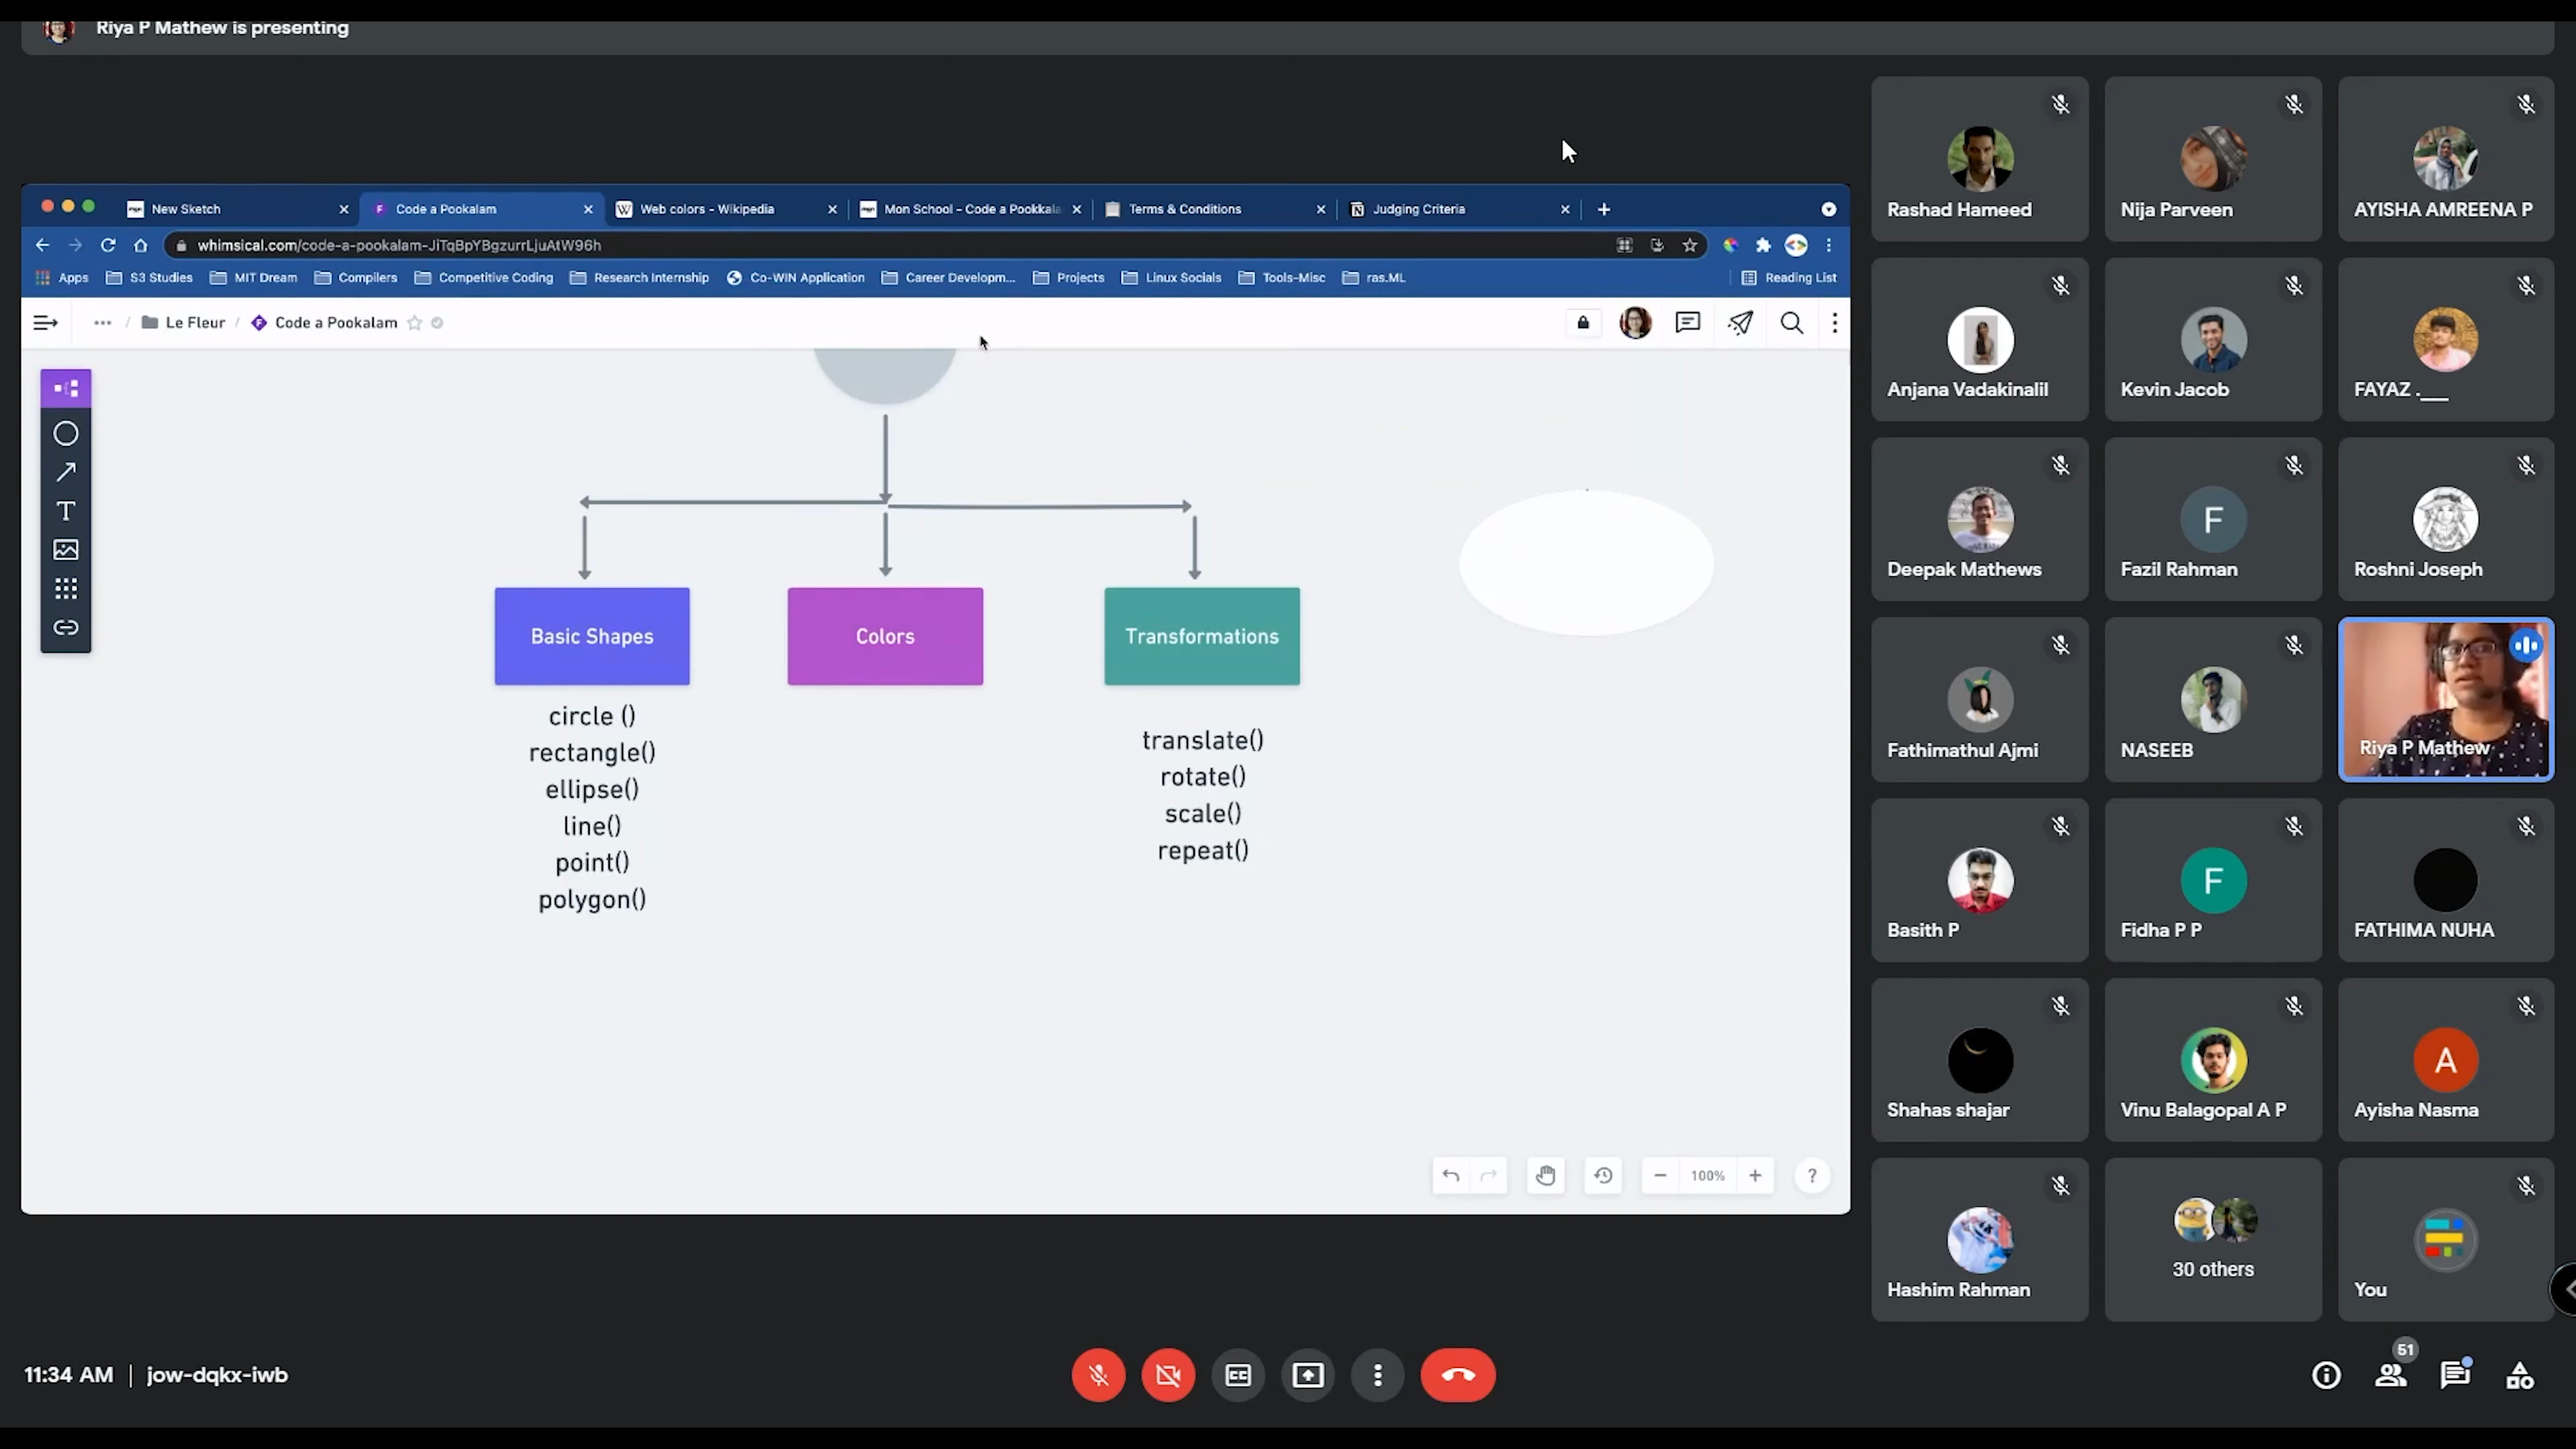 Riya P Mathew is presenting
New Sketch
Code a Pookalam
Web colors - Wikipedia
Mon School - Code a Pookkala
Terms & Conditions
Judging Criteria
whimsical.com/code-a-pookalam-JiTqBpYBgzurrLjuAtW96h
Apps
S3 Studies
MIT Dream
Compilers
Competitive Coding
Research Internship
Co-WIN Application
Career Developm...
Projects
Linux Socials
Tools-Misc
ras.ML
Reading List
... / Le Fleur / Code a Pookalam
T
Basic Shapes
Colors
Transformations
circle ()
rectangle()
ellipse()
line()
point()
polygon()
translate()
rotate()
scale()
repeat()
100%
?
Rashad Hameed
Nija Parveen
AYISHA AMREENA P
Anjana Vadakinalil
Kevin Jacob
FAYAZ .___
Deepak Mathews
F
Fazil Rahman
Roshni Joseph
Fathimathul Ajmi
NASEEB
Riya P Mathew
Basith P
F
Fidha P P
FATHIMA NUHA
Shahas shajar
Vinu Balagopal A P
A
Ayisha Nasma
Hashim Rahman
30 others
You
11:34 AM | jow-dqkx-iwb
CC
51